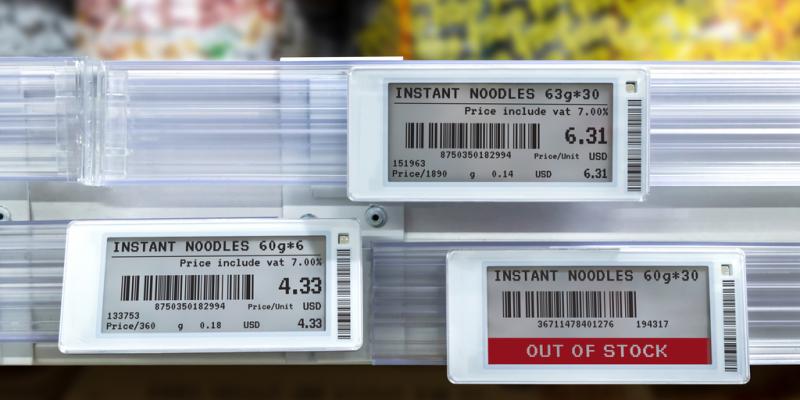 INSTANT NOODLES 63g*30
Price include vat 7.00%
6.31
8750350182994 Price/Unit USD
151963
Price/1890 g 0.14 USD 6.31
INSTANT NOODLES 60g*6
Price include vat 7.00%
4.33
8750350182994 Price/Unit USD
133753
Price/360 g 0.18 USD 4.33
INSTANT NOODLES 60g*30
36711478401276 194317
OUT OF STOCK